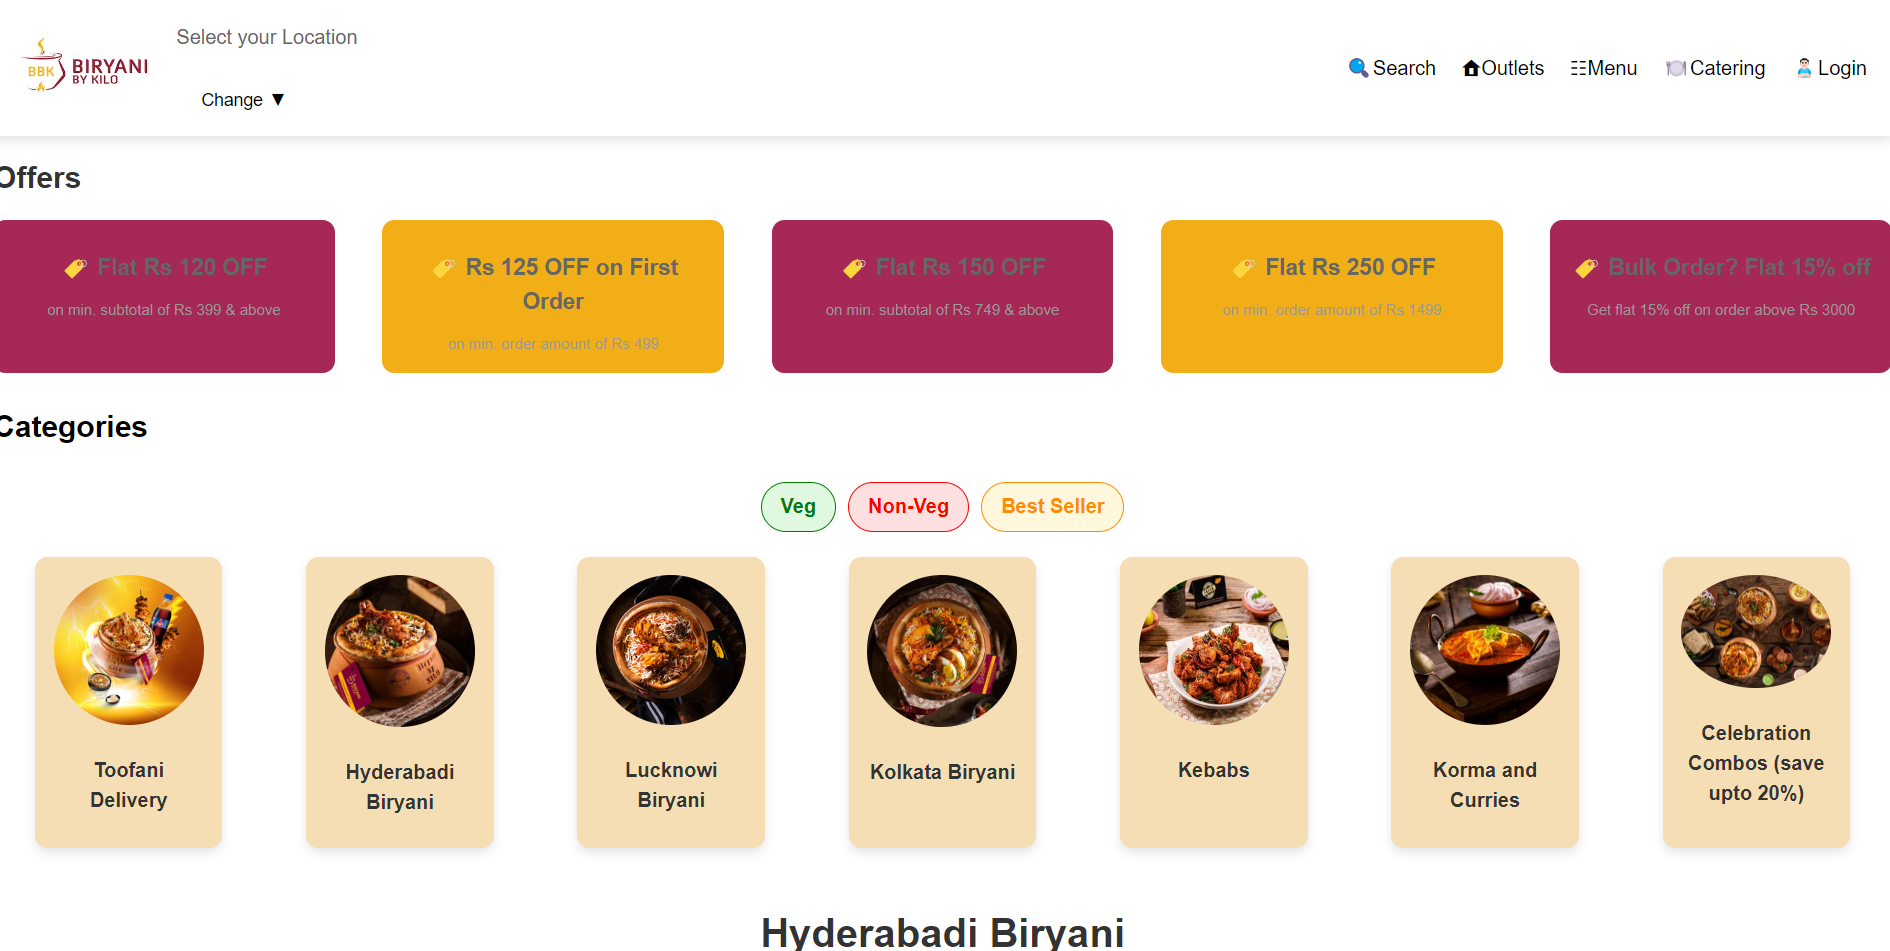 BBK BIRYANI
BY KILO
Select your Location
Change ▼
Search
Outlets
Menu
Catering
Login
Offers
Flat Rs 120 OFF
on min. subtotal of Rs 399 & above
Rs 125 OFF on First
Order
on min. order amount of Rs 499
Flat Rs 150 OFF
on min. subtotal of Rs 749 & above
Flat Rs 250 OFF
on min. order amount of Rs 1499
Bulk Order? Flat 15% off
Get flat 15% off on order above Rs 3000
Categories
Veg
Non-Veg
Best Seller
Toofani
Delivery
Hyderabadi
Biryani
Lucknowi
Biryani
Kolkata Biryani
Kebabs
Korma and
Curries
Celebration
Combos (save
upto 20%)
Hyderabadi Biryani